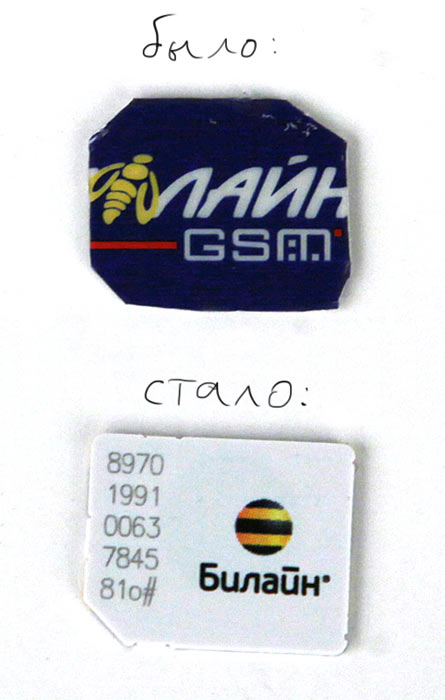 было:
ЛАЙН
GSM
стало:
8970
1991
0063
7845
81o#
Билайн®